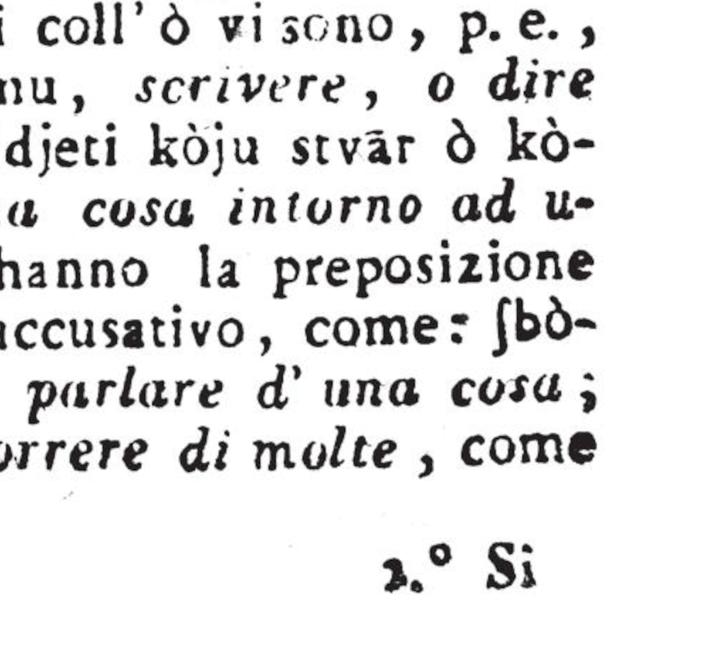 i coll' ò vi sono, p. e.,
nu, scrivere, o dire
djeti kòju stvār ò kò-
a cosa intorno ad u-
hanno la preposizione
accusativo, come: ſbò-
parlare d' una cosa;
orrere di molte, come
2.º Si